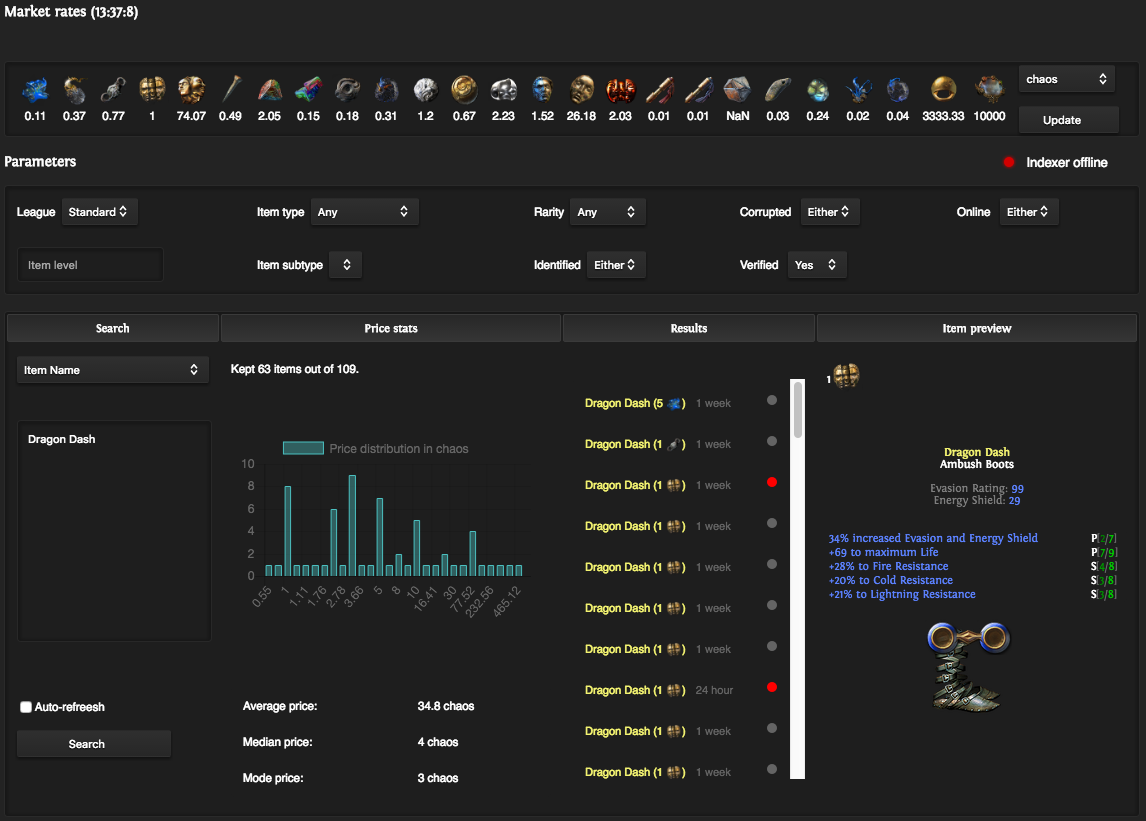 Market rates (13:37:8)
chaos
0.11 0.37 0.77 1 74.07 0.49 2.05 0.15 0.18 0.31 1.2 0.67 2.23 1.52 26.18 2.03 0.01 0.01 NaN 0.03 0.24 0.02 0.04 3333.33 10000
Update
Parameters
Indexer offline
League Standard Item type Any Rarity Any Corrupted Either Online Either
Item level Item subtype Identified Either Verified Yes
Search Price stats Results Item preview
Item Name
Dragon Dash
Auto-refreesh
Search
Kept 63 items out of 109.
Price distribution in chaos
10
8
6
4
2
0
0.55 1 1.11 1.76 2.78 3.66 5 8 10 16.41 30 77.52 232.56 465.12
Average price: 34.8 chaos
Median price: 4 chaos
Mode price: 3 chaos
Dragon Dash (5 ) 1 week
Dragon Dash (1 ) 1 week
Dragon Dash (1 ) 1 week
Dragon Dash (1 ) 1 week
Dragon Dash (1 ) 1 week
Dragon Dash (1 ) 1 week
Dragon Dash (1 ) 1 week
Dragon Dash (1 ) 24 hour
Dragon Dash (1 ) 1 week
Dragon Dash (1 ) 1 week
1
Dragon Dash
Ambush Boots
Evasion Rating: 99
Energy Shield: 29
34% increased Evasion and Energy Shield P[2/7]
+69 to maximum Life P[7/9]
+28% to Fire Resistance S[4/8]
+20% to Cold Resistance S[3/8]
+21% to Lightning Resistance S[3/8]